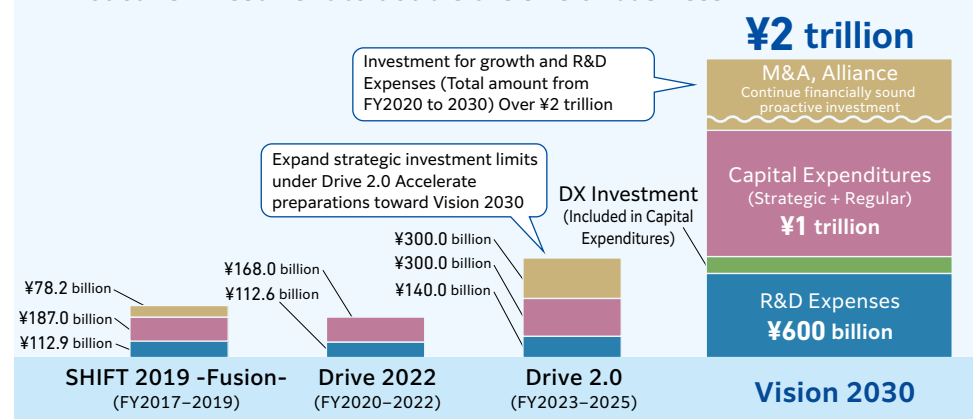 ¥2 trillion
Investment for growth and R&D
Expenses (Total amount from
FY2020 to 2030) Over ¥2 trillion
M&A, Alliance
Continue financially sound
proactive investment
Expand strategic investment limits
under Drive 2.0 Accelerate
preparations toward Vision 2030
DX Investment
(Included in Capital
Expenditures)
Capital Expenditures
(Strategic + Regular)
¥1 trillion
¥300.0 billion
¥300.0 billion
¥140.0 billion
¥168.0 billion
¥112.6 billion
¥78.2 billion
¥187.0 billion
¥112.9 billion
R&D Expenses
¥600 billion
SHIFT 2019 -Fusion-
(FY2017–2019)
Drive 2022
(FY2020–2022)
Drive 2.0
(FY2023–2025)
Vision 2030